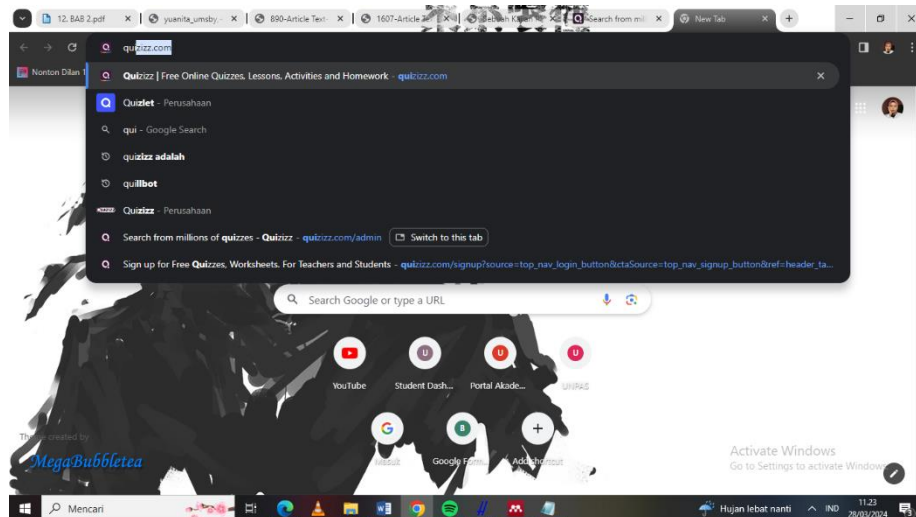 12. BAB 2.pdf
yuanita_umsby.-
890-Article Text-
1607-Article
Search from mi
New Tab
quizizz.com
Nonton Dilan 1
Quizizz | Free Online Quizzes, Lessons, Activities and Homework - quizizz.com
Quizlet - Perusahaan
qui - Google Search
quizizz adalah
quillbot
Quizizz - Perusahaan
Search from millions of quizzes - Quizizz - quizizz.com/admin Switch to this tab
Sign up for Free Quizzes, Worksheets. For Teachers and Students - quizizz.com/signup?source=top_nav_login_button&ctaSource=top_nav_signup_button&ref=header_ta...
Search Google or type a URL
YouTube
Student Dash...
Portal Akade...
UNPAS
Masuk
Google Form...
Add shortcut
created by
MegaBubbletea
Activate Windows
Go to Settings to activate Windows
Mencari
Hujan lebat nanti
IND
11.23
28/03/2024